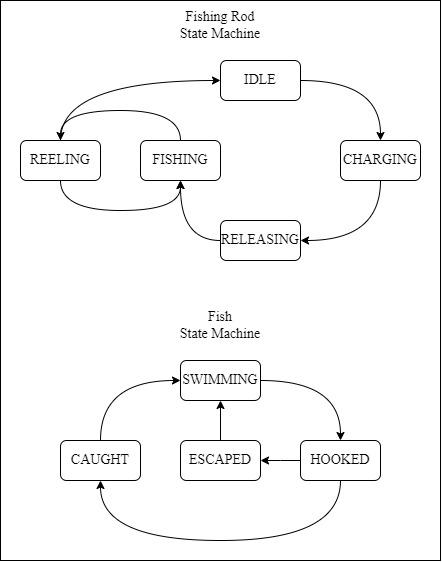 Fishing Rod
State Machine
IDLE
REELING
FISHING
CHARGING
RELEASING
Fish
State Machine
SWIMMING
CAUGHT
ESCAPED
HOOKED